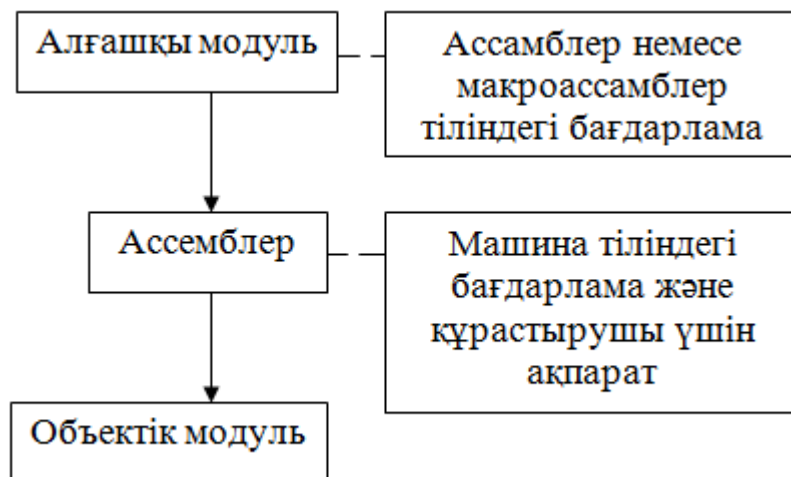 Алғашқы модуль
Ассамблер немесе
макроассамблер
тіліндегі бағдарлама
Ассемблер
Машина тіліндегі
бағдарлама және
құрастырушы үшін
ақпарат
Объектік модуль